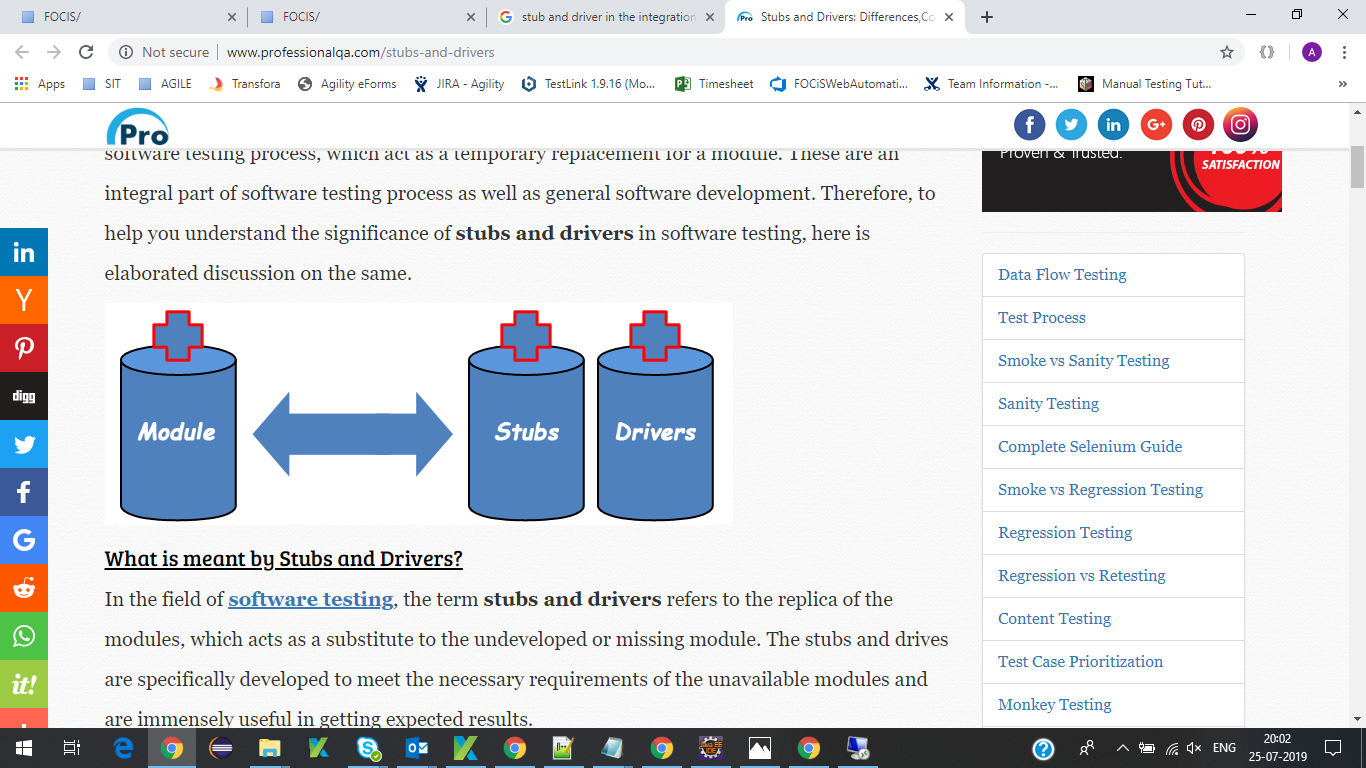 FOCIS/
FOCIS/
stub and driver in the integration
Stubs and Drivers: Differences,Co
Not secure
www.professionalqa.com/stubs-and-drivers
A
Apps
SIT
AGILE
Transfora
Agility eForms
JIRA - Agility
TestLink 1.9.16 (Mo...
Timesheet
FOCiSWebAutomati...
Team Information -...
Manual Testing Tut...
»
Pro
software testing process, which act as a temporary replacement for a module. These are an
integral part of software testing process as well as general software development. Therefore, to
help you understand the significance of stubs and drivers in software testing, here is
elaborated discussion on the same.
Module
Stubs
Drivers
What is meant by Stubs and Drivers?
In the field of software testing, the term stubs and drivers refers to the replica of the
modules, which acts as a substitute to the undeveloped or missing module. The stubs and drives
are specifically developed to meet the necessary requirements of the unavailable modules and
are immensely useful in getting expected results.
Proven & Trusted.
100%
SATISFACTION
Data Flow Testing
Test Process
Smoke vs Sanity Testing
Sanity Testing
Complete Selenium Guide
Smoke vs Regression Testing
Regression Testing
Regression vs Retesting
Content Testing
Test Case Prioritization
Monkey Testing
in
Y
digg
f
G
it!
ENG
20:02
25-07-2019